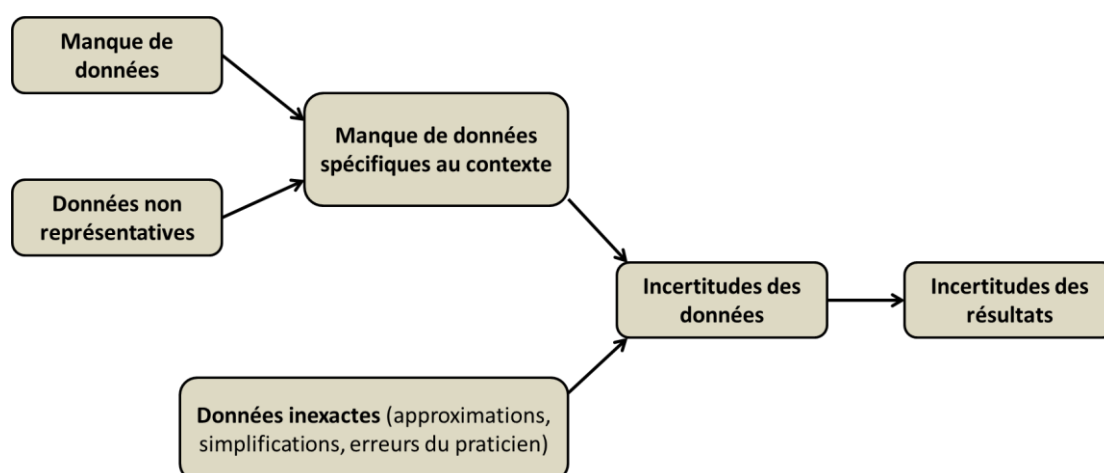 Manque de
données
Manque de données
spécifiques au contexte
Données non
représentatives
Incertitudes des
données
Incertitudes des
résultats
Données inexactes (approximations,
simplifications, erreurs du praticien)